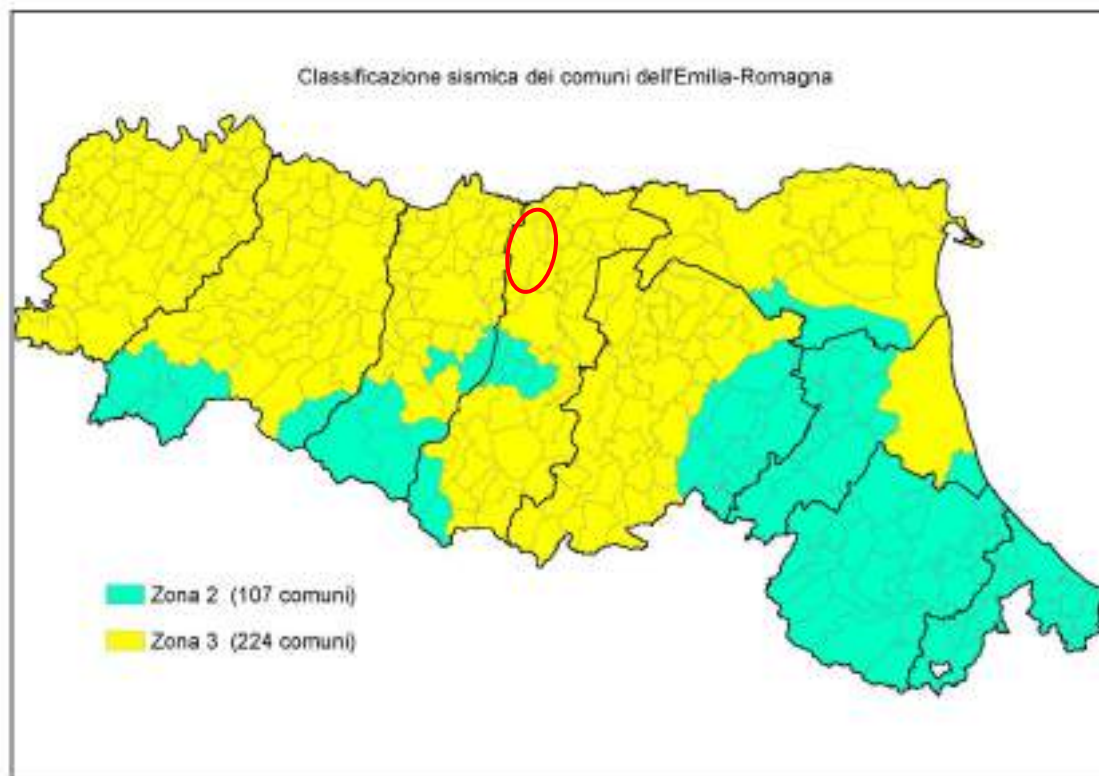 Classificazione sismica dei comuni dell'Emilia-Romagna
Zona 2 (107 comuni)
Zona 3 (224 comuni)